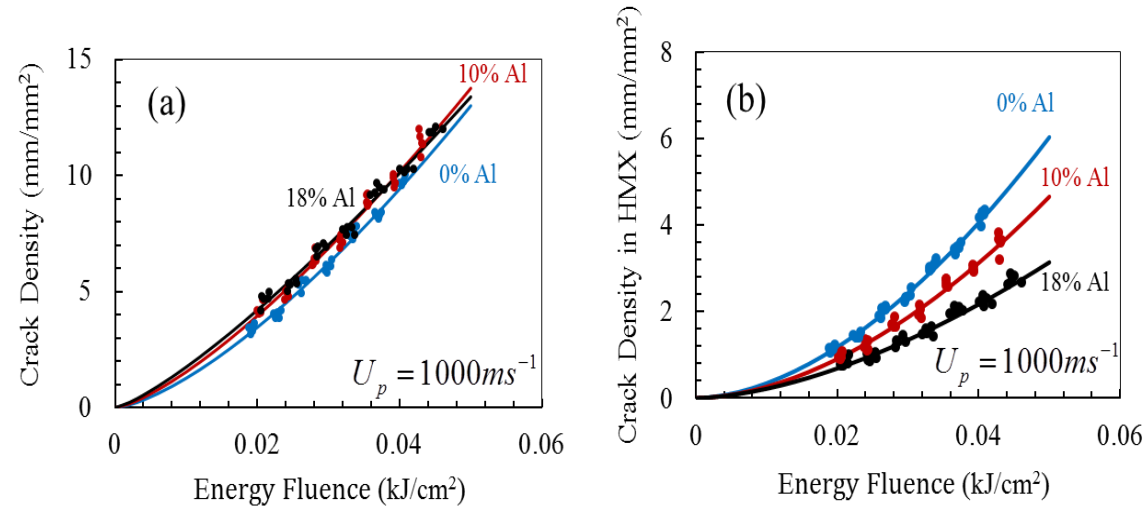 Crack Density (mm/mm²)
15
10
5
0
(a)
10% Al
18% Al
0% Al
U_p = 1000ms⁻¹
0
0.02
0.04
0.06
Energy Fluence (kJ/cm²)
Crack Density in HMX (mm/mm²)
8
6
4
2
0
(b)
0% Al
10% Al
18% Al
U_p = 1000ms⁻¹
0
0.02
0.04
0.06
Energy Fluence (kJ/cm²)